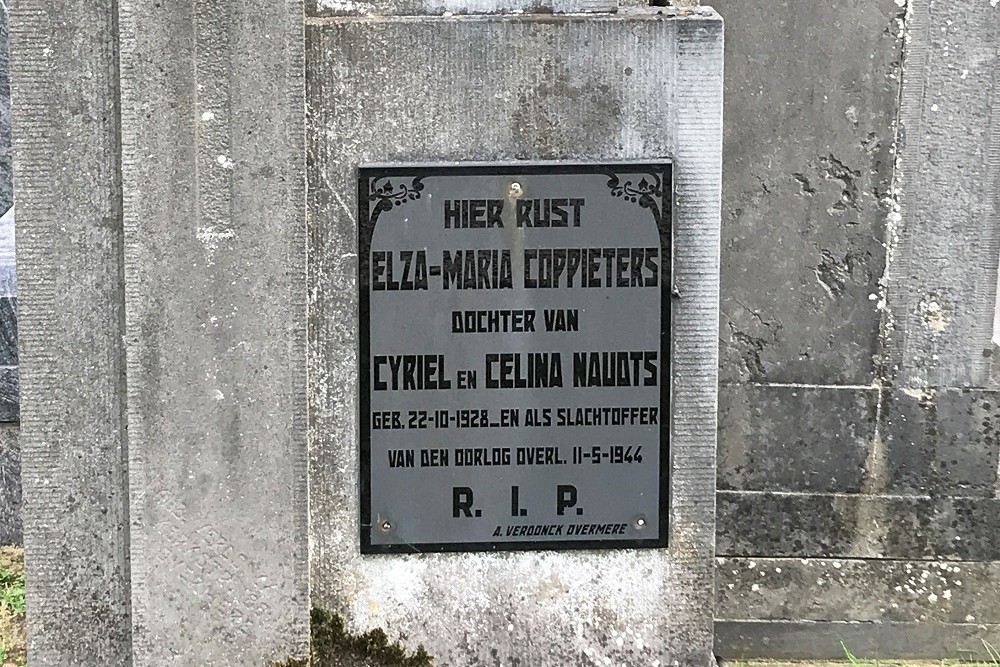 HIER RUST
ELZA-MARIA COPPIETERS
DOCHTER VAN
CYRIEL EN CELINA NAUDTS
GEB. 22-10-1928_EN ALS SLACHTOFFER
VAN DEN OORLOG OVERL. 11-5-1944
R. I. P.
A. VERDONCK OVERMERE